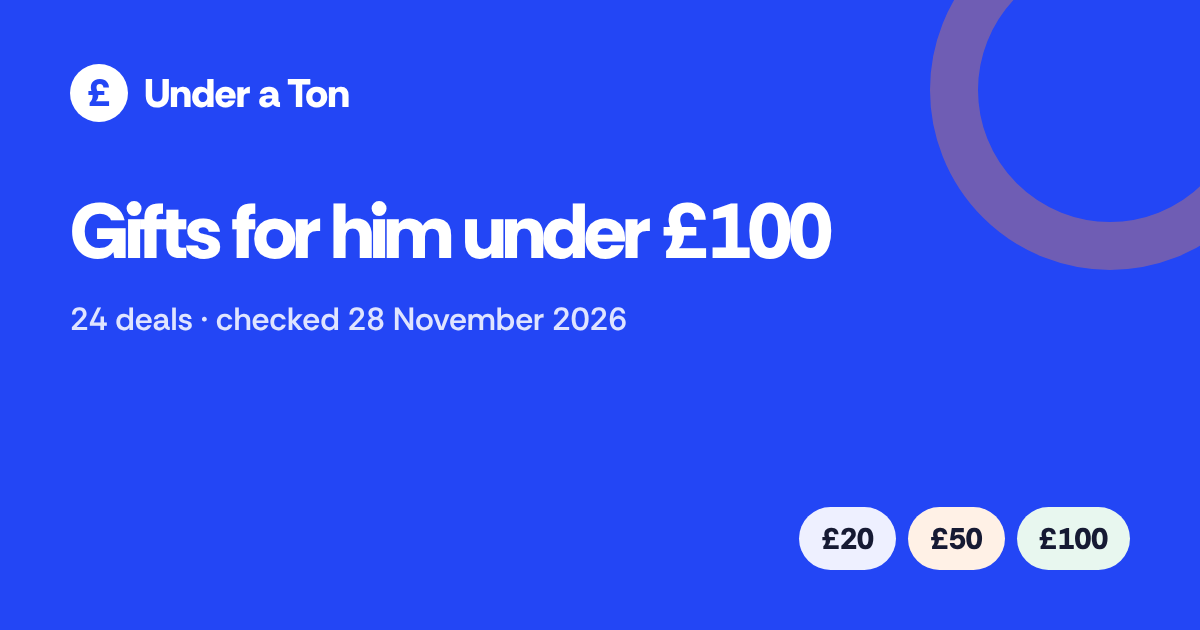 £ Under a Ton
Gifts for him under £100
24 deals · checked 28 November 2026
£20 £50 £100